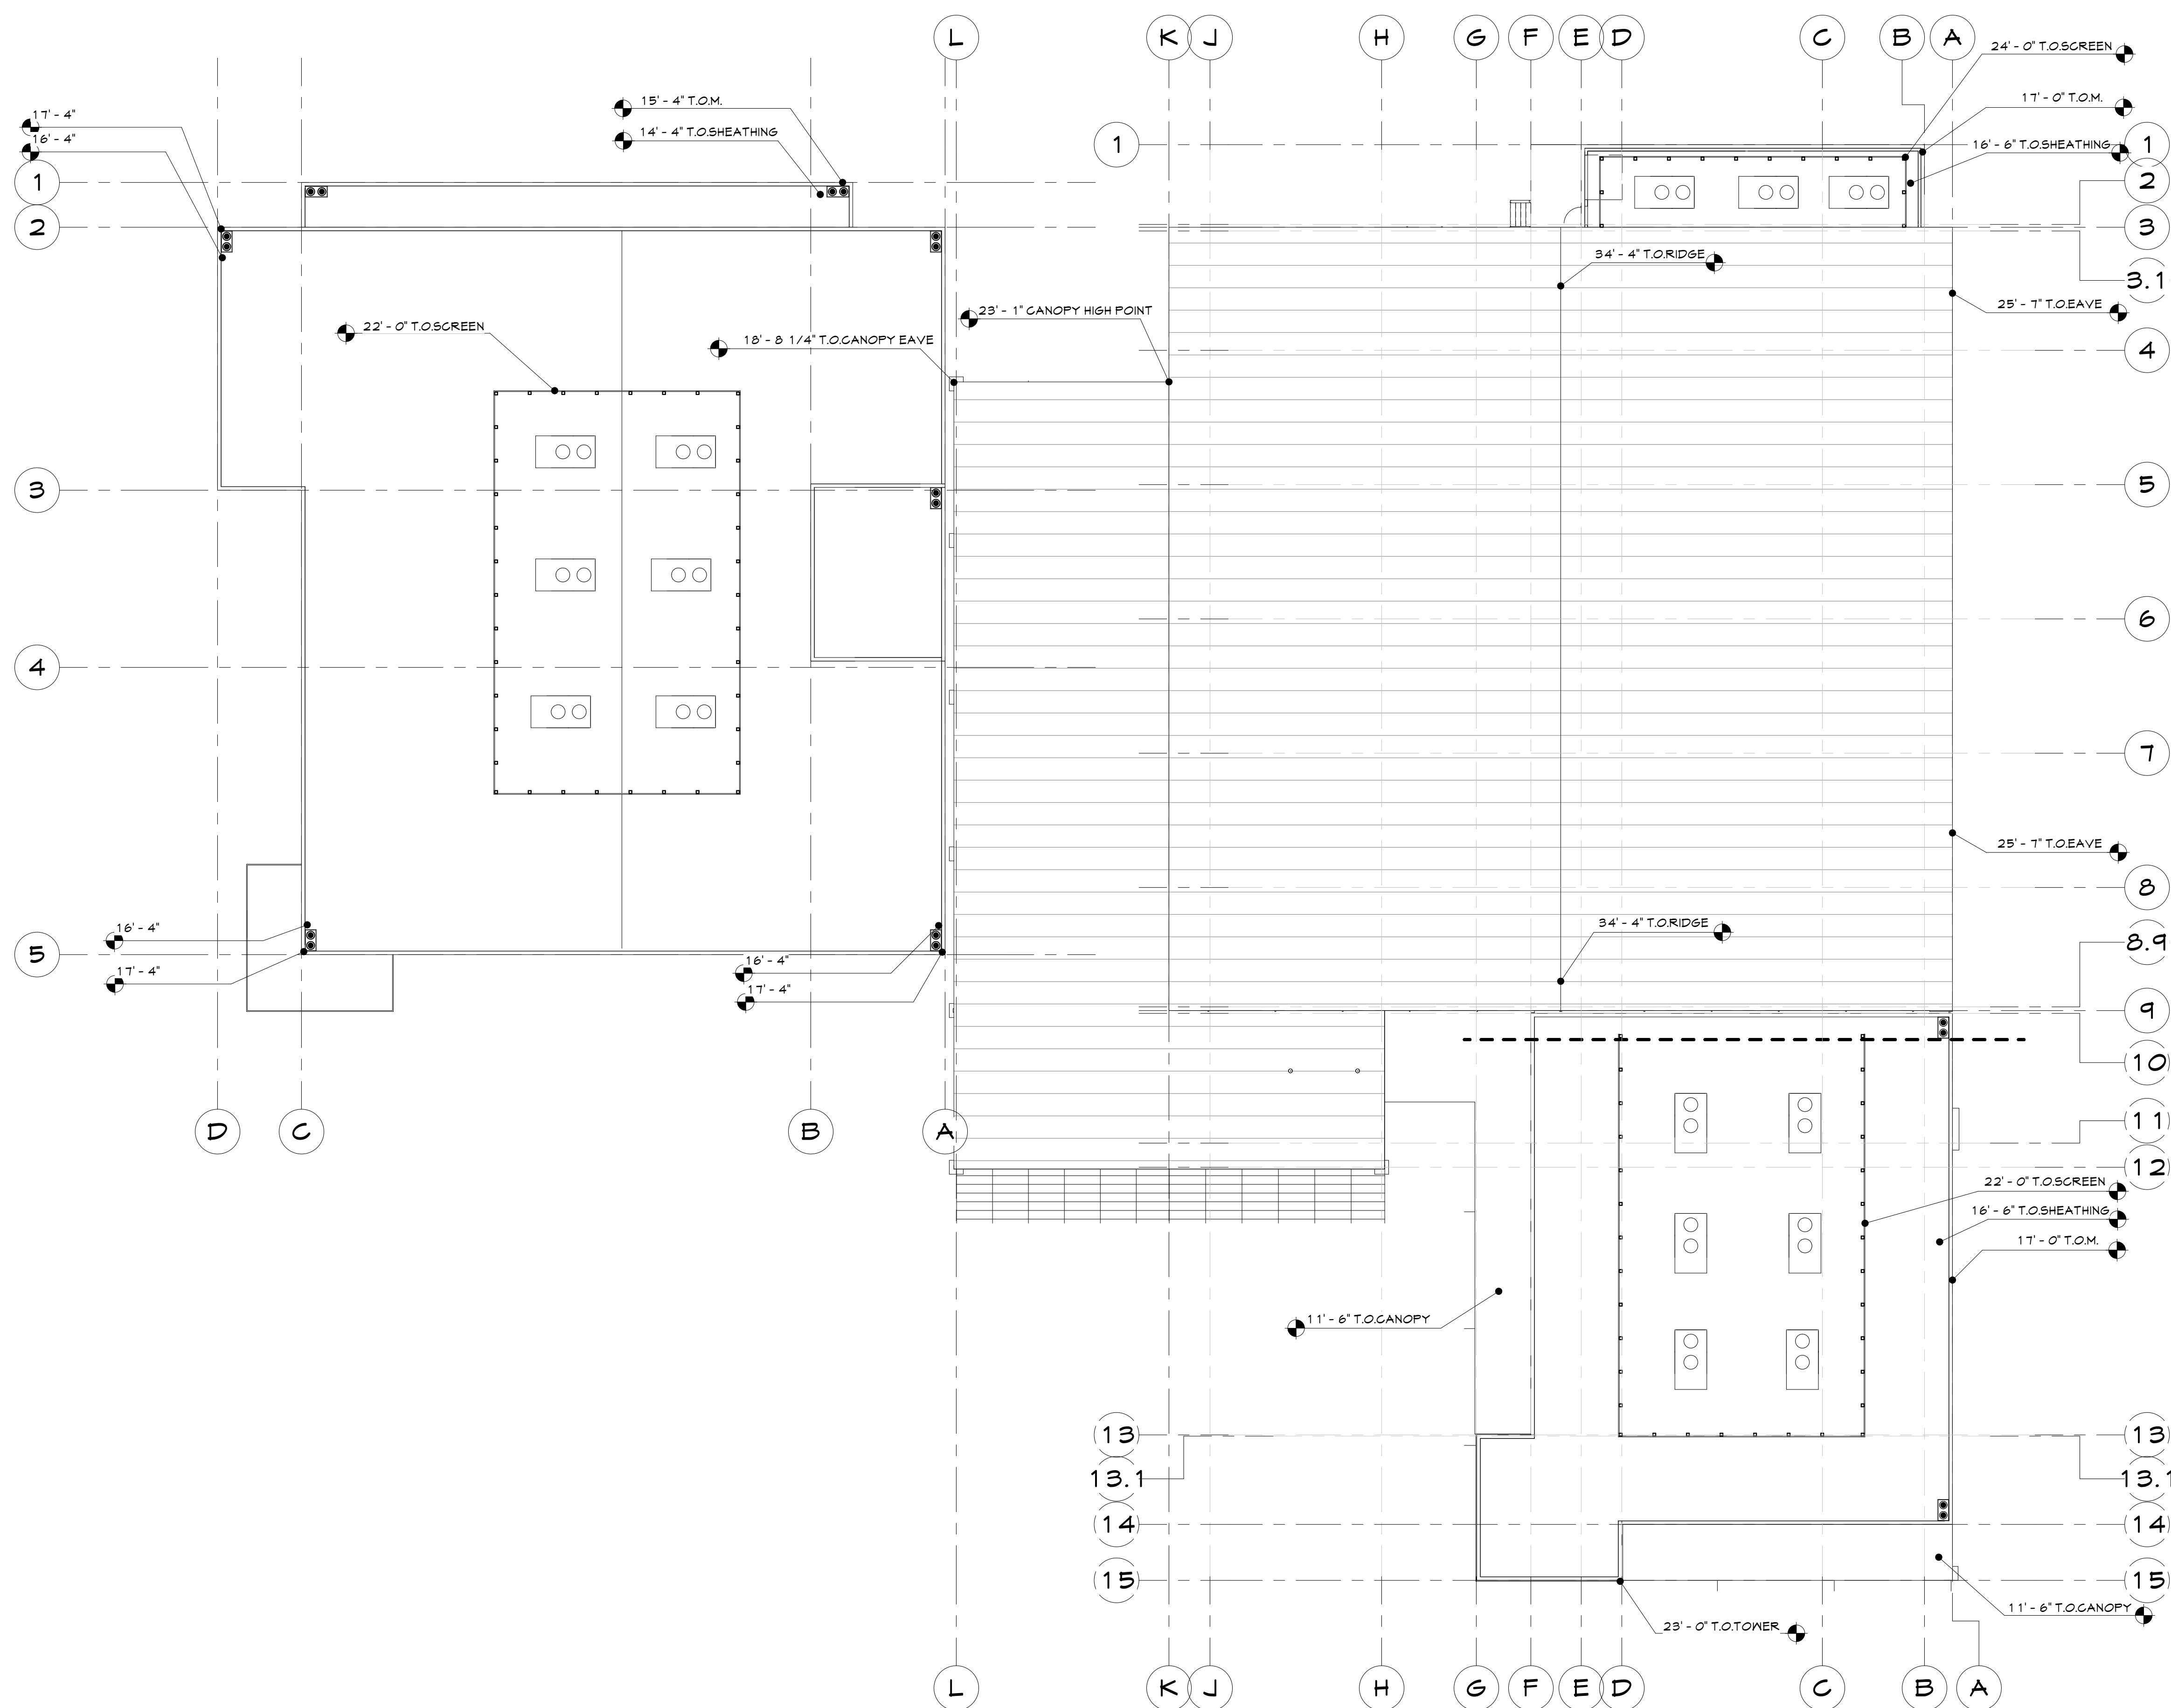 L
K
J
H
G
F
E
D
C
B
A
24' - 0" T.O.SCREEN
15' - 4" T.O.M.
17' - 0" T.O.M.
17' - 4"
14' - 4" T.O.SHEATHING
16' - 4"
1
1
16' - 6" T.O.SHEATHING
1
2
2
3
34' - 4" T.O.RIDGE
3.1
23' - 1" CANOPY HIGH POINT
25' - 7" T.O.EAVE
22' - 0" T.O.SCREEN
18' - 8 1/4" T.O.CANOPY EAVE
4
3
5
6
4
7
25' - 7" T.O.EAVE
8
16' - 4"
34' - 4" T.O.RIDGE
8.9
5
16' - 4"
17' - 4"
17' - 4"
9
10
D
C
B
A
11
12
22' - 0" T.O.SCREEN
16' - 6" T.O.SHEATHING
17' - 0" T.O.M.
11' - 6" T.O.CANOPY
13
13
13.1
13.1
14
14
15
15
11' - 6" T.O.CANOPY
23' - 0" T.O.TOWER
L
K
J
H
G
F
E
D
C
B
A